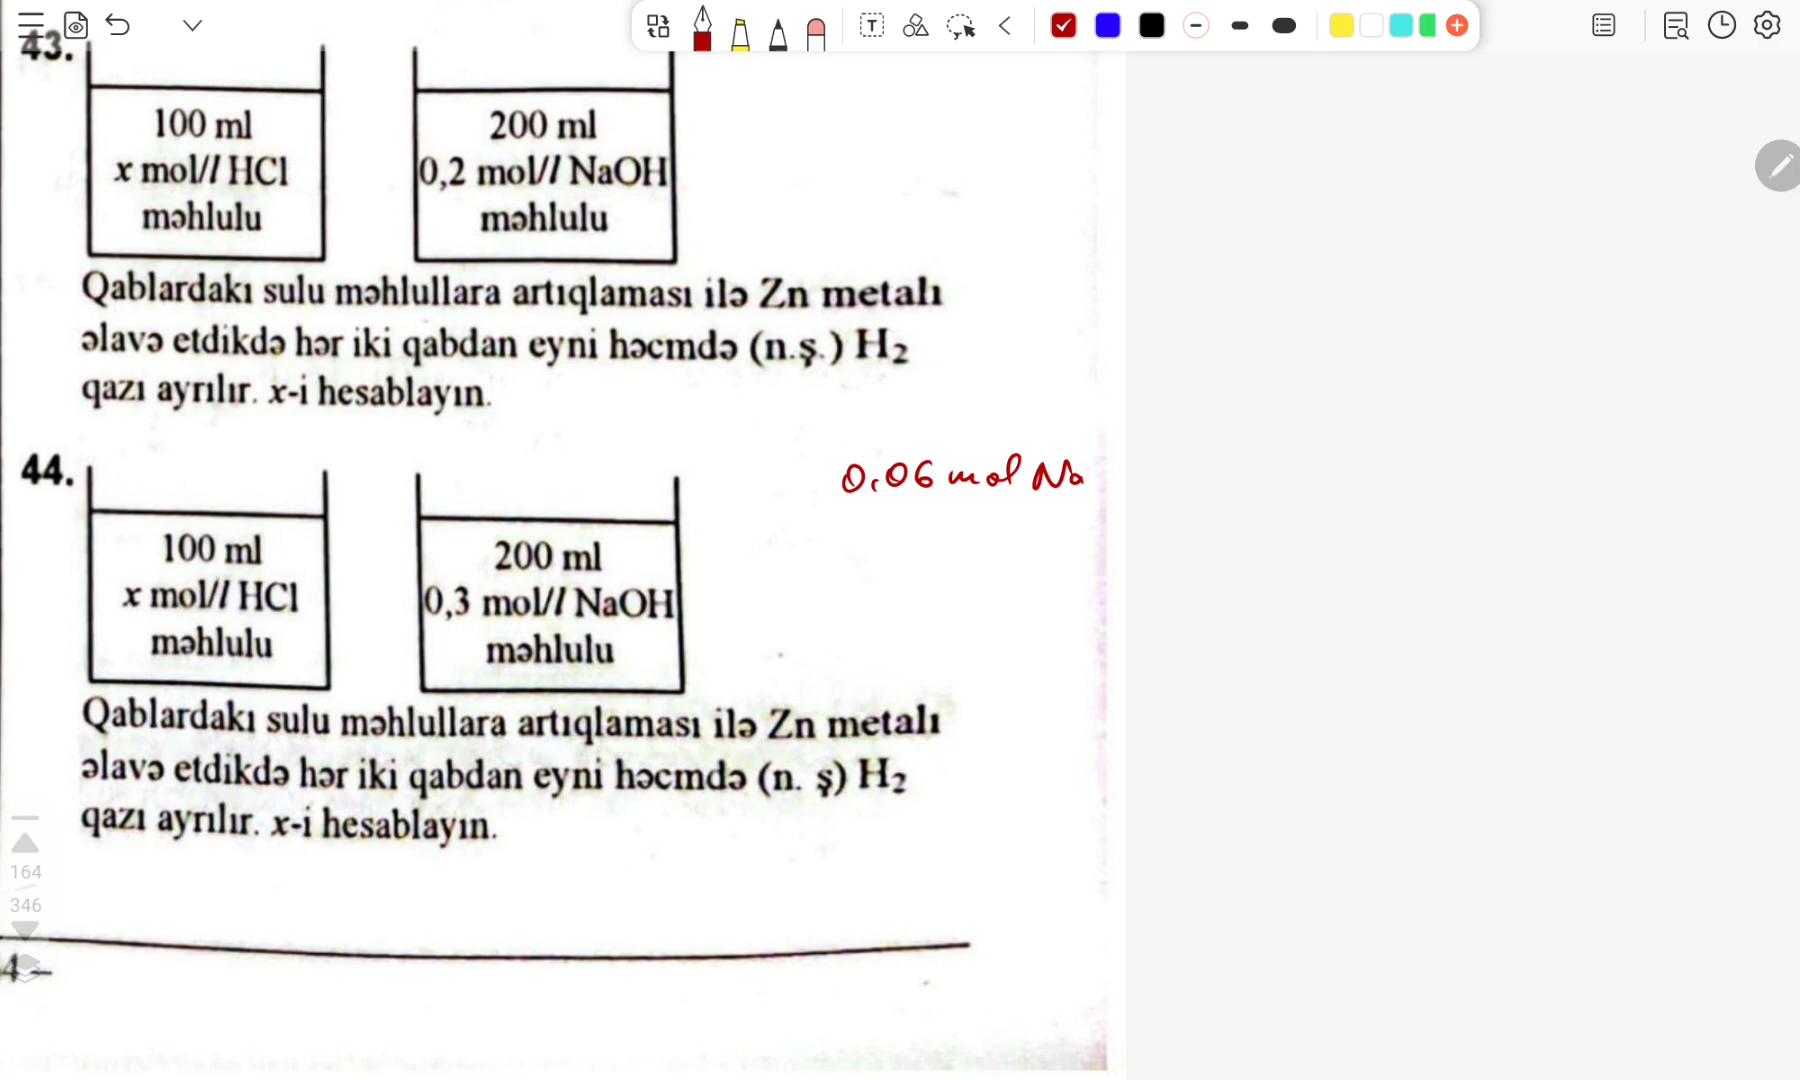 43.
100 ml
x mol/l HCl
məhlulu
200 ml
0,2 mol/l NaOH
məhlulu
Qablardakı sulu məhlullara artıqlaması ilə Zn metalı
əlavə etdikdə hər iki qabdan eyni həcmdə (n.ş.) H₂
qazı ayrılır. x-i hesablayın.
44.
0,06 mol Na
100 ml
x mol/l HCl
məhlulu
200 ml
0,3 mol/l NaOH
məhlulu
Qablardakı sulu məhlullara artıqlaması ilə Zn metalı
əlavə etdikdə hər iki qabdan eyni həcmdə (n. ş) H₂
qazı ayrılır. x-i hesablayın.
164
346
4 –